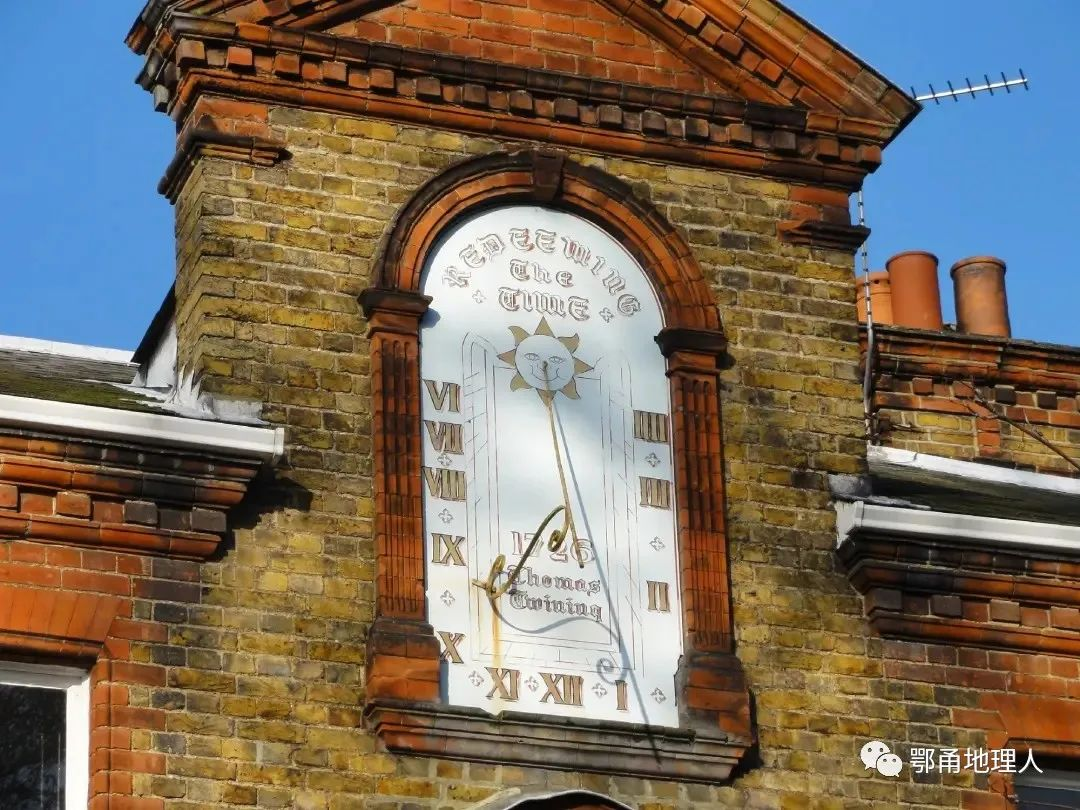 REDEEMING
The
TIME
VI
VII
VIII
IX
X
XI XII I
II
III
IIII
1726
Thomas
Twining
鄂甬地理人